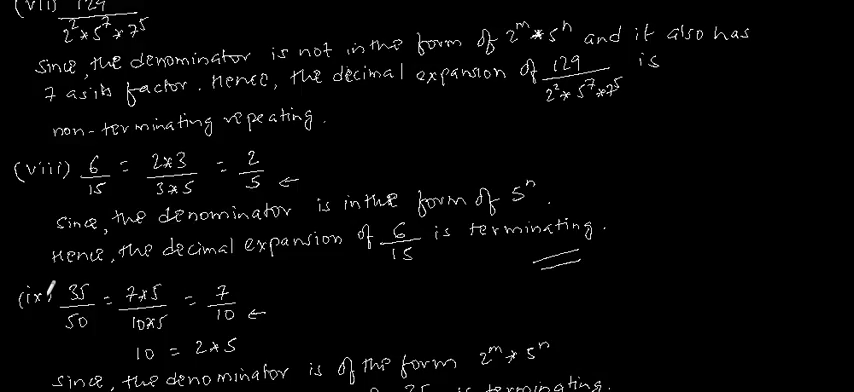 (vii) 129
2² * 5⁷ * 7⁵
Since, the denominator is not in the form of 2ᵐ * 5ⁿ and it also has
7 as its factor. Hence, the decimal expansion of 129 / 2² * 5⁷ * 7⁵ is
non-terminating repeating.
(viii) 6/15 = 2*3 / 3*5 = 2/5 ←
Since, the denominator is in the form of 5ⁿ.
Hence, the decimal expansion of 6/15 is terminating.
(ix) 35/50 = 7*5 / 10*5 = 7/10 ←
10 = 2*5
Since, the denominator is of the form 2ᵐ * 5ⁿ
35 is terminating.